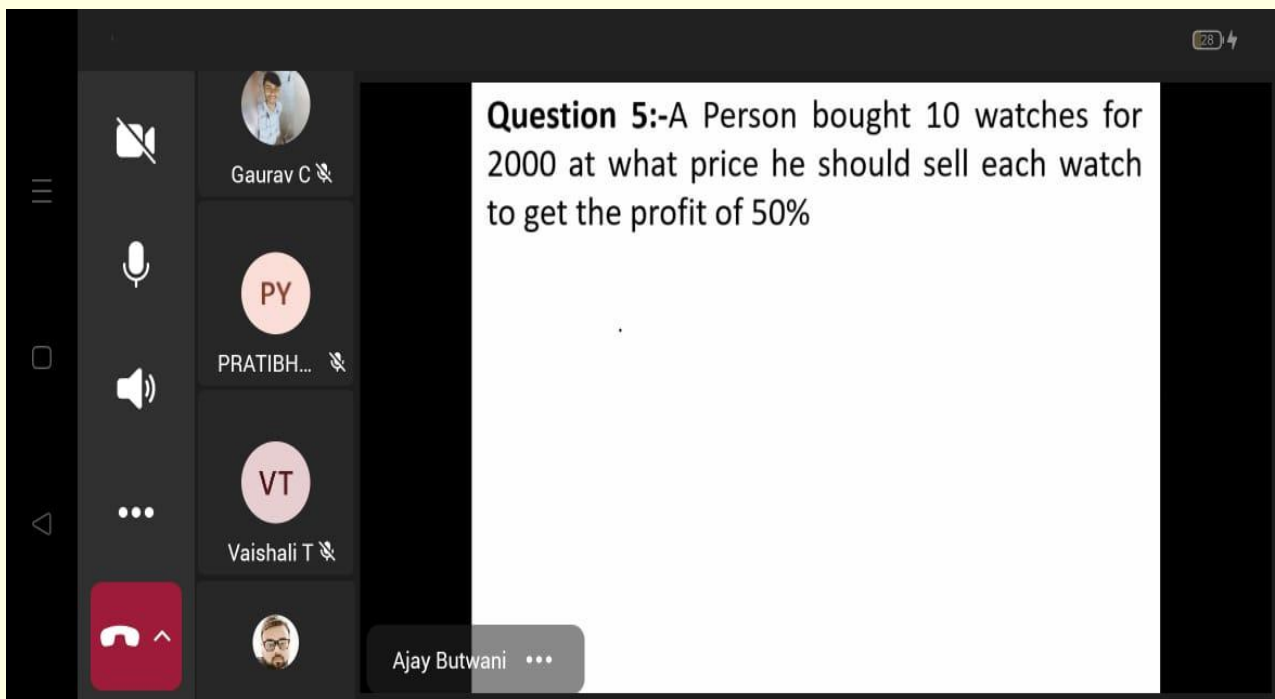 28
Gaurav C
PY
PRATIBH...
VT
Vaishali T
Ajay Butwani
Question 5:-A Person bought 10 watches for
2000 at what price he should sell each watch
to get the profit of 50%